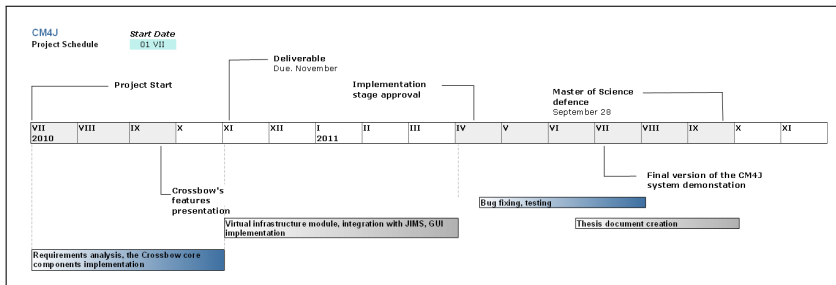 CM4J
Start Date
Project Schedule
01 VII
Deliverable
Due. November
Project Start
Implementation
stage approval
Master of Science
defence
September 28
VII VIII IX X XI XII I II III IV V VI VII VIII IX X XI
2010 2011
Crossbow's
features
presentation
Final version of the CM4J
system demonstation
Bug fixing, testing
Virtual infrastructure module, integration with JIMS, GUI
implementation
Thesis document creation
Requirements analysis, the Crossbow core
components implementation